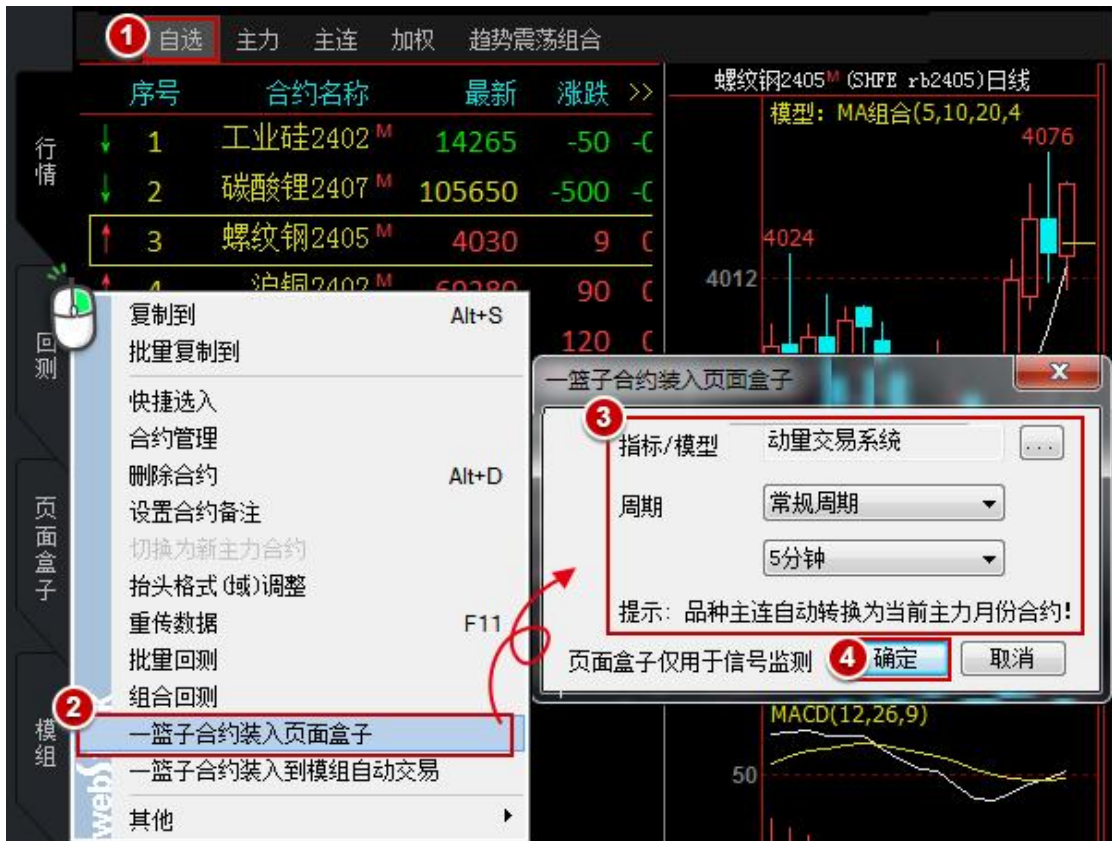 1 自选 主力 主连 加权 趋势震荡组合
序号 合约名称 最新 涨跌 >>
1 工业硅2402 M 14265 -50
2 碳酸锂2407 M 105650 -500
3 螺纹钢2405 M 4030 9
90
120
行情
回测
页面盒子
模组
复制到 Alt+S
批量复制到
快捷选入
合约管理
删除合约 Alt+D
设置合约备注
切换为新主力合约
抬头格式(域)调整
重传数据 F11
批量回测
组合回测
2 一篮子合约装入页面盒子
一篮子合约装入到模组自动交易
其他
螺纹钢2405M (SHFE rb2405)日线
模型：MA组合(5,10,20,4
4076
4024
4012
一篮子合约装入页面盒子
3
指标/模型 动量交易系统 ...
周期 常规周期
5分钟
提示：品种主连自动转换为当前主力月份合约!
页面盒子仅用于信号监测 4 确定 取消
MACD(12,26,9)
50